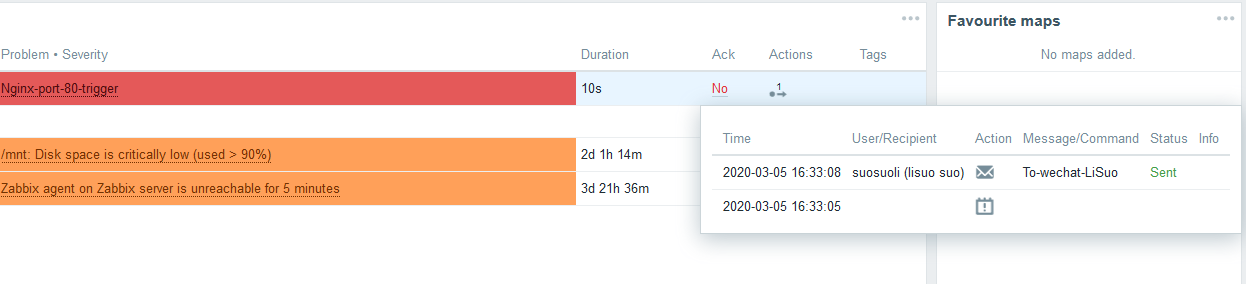 Favourite maps
Problem • Severity Duration Ack Actions Tags
No maps added.
Nginx-port-80-trigger 10s No 1
/mnt: Disk space is critically low (used > 90%) 2d 1h 14m
Zabbix agent on Zabbix server is unreachable for 5 minutes 3d 21h 36m
Time User/Recipient Action Message/Command Status Info
2020-03-05 16:33:08 suosuoli (lisuo suo) To-wechat-LiSuo Sent
2020-03-05 16:33:05